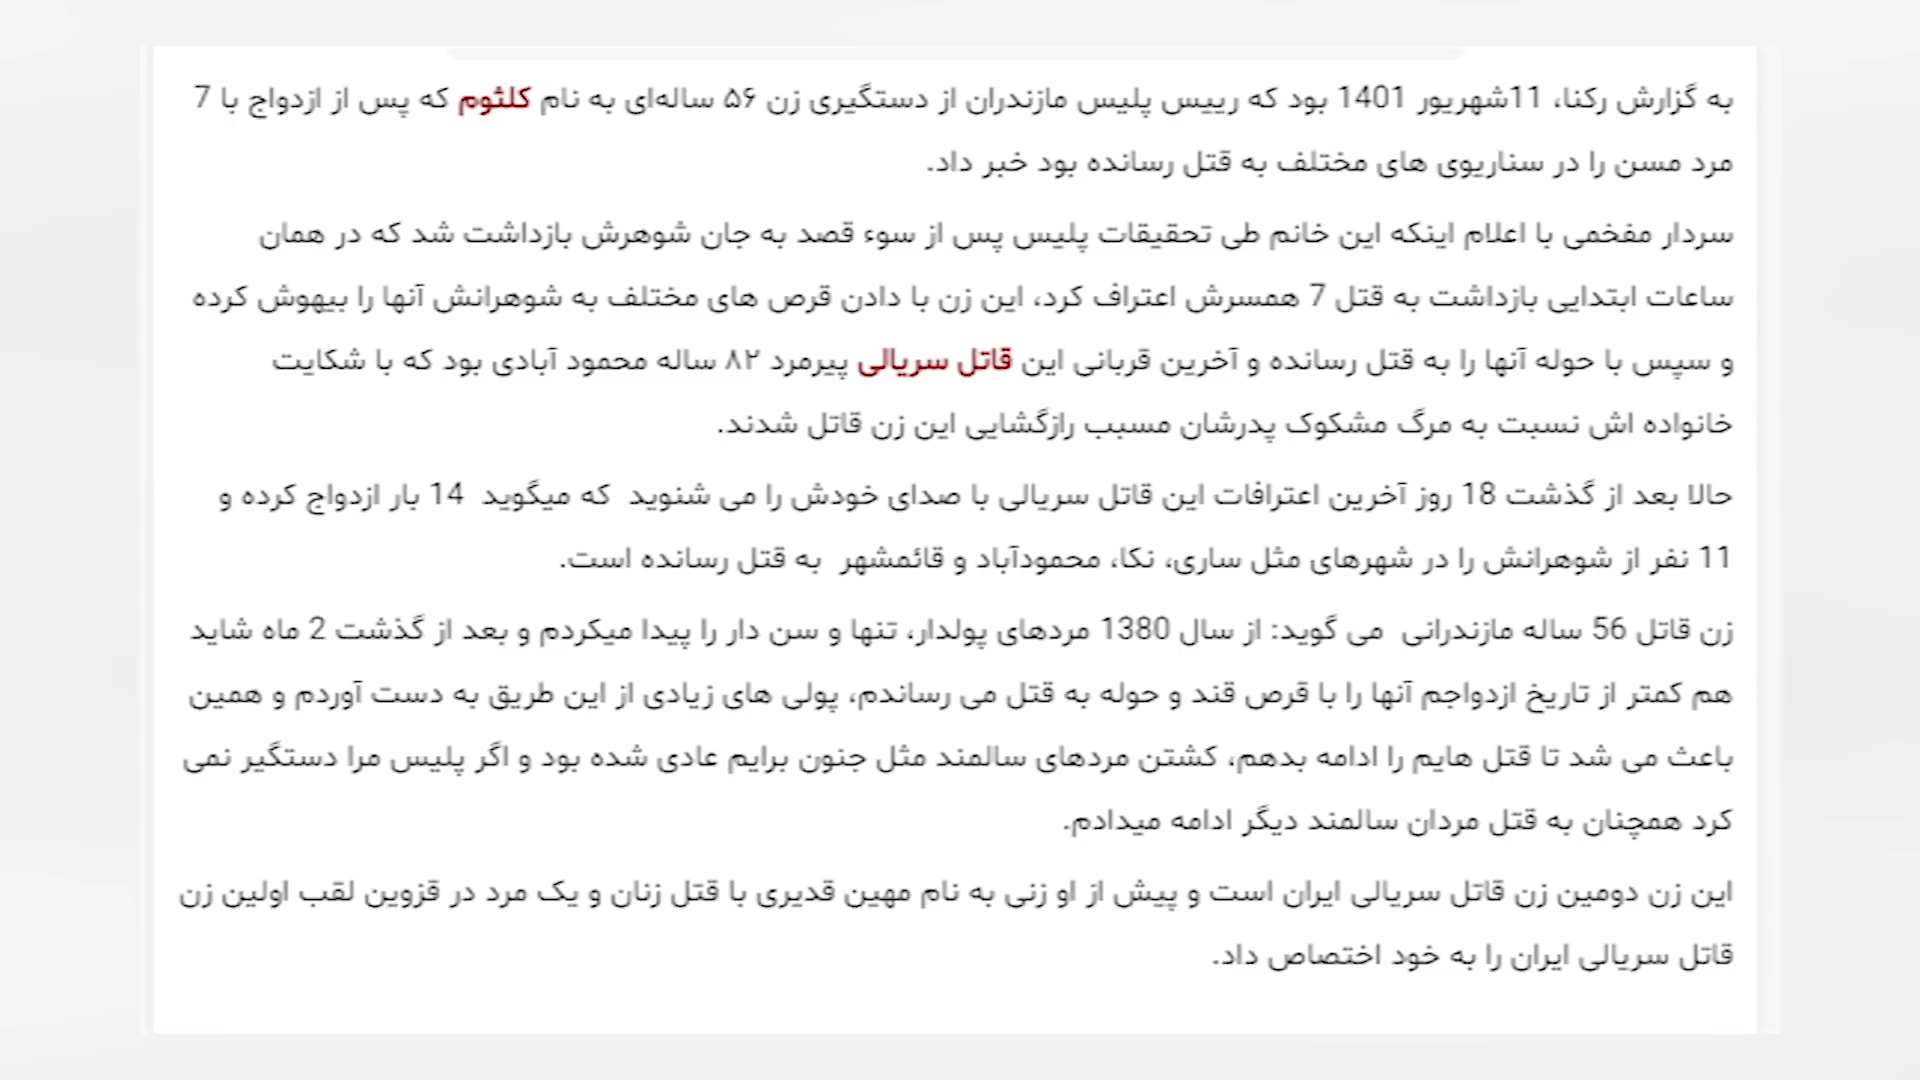 به گزارش رکنا، 11شهریور 1401 بود که رییس پلیس مازندران از دستگیری زن ۵۶ ساله‌ای به نام کلثوم که پس از ازدواج با 7
مرد مسن را در سناریوی های مختلف به قتل رسانده بود خبر داد.
سردار مفخمی با اعلام اینکه این خانم طی تحقیقات پلیس پس از سوء قصد به جان شوهرش بازداشت شد که در همان
ساعات ابتدایی بازداشت به قتل 7 همسرش اعتراف کرد، این زن با دادن قرص های مختلف به شوهرانش آنها را بیهوش کرده
و سپس با حوله آنها را به قتل رسانده و آخرین قربانی این قاتل سریالی پیرمرد ۸۲ ساله محمود آبادی بود که با شکایت
خانواده اش نسبت به مرگ مشکوک پدرشان مسبب رازگشایی این زن قاتل شدند.
حالا بعد از گذشت 18 روز آخرین اعترافات این قاتل سریالی با صدای خودش را می شنوید که میگوید 14 بار ازدواج کرده و
11 نفر از شوهرانش را در شهرهای مثل ساری، نکا، محمودآباد و قائمشهر به قتل رسانده است.
زن قاتل 56 ساله مازندرانی می گوید: از سال 1380 مردهای پولدار، تنها و سن دار را پیدا میکردم و بعد از گذشت 2 ماه شاید
هم کمتر از تاریخ ازدواجم آنها را با قرص قند و حوله به قتل می رساندم، پولی های زیادی از این طریق به دست آوردم و همین
باعث می شد تا قتل هایم را ادامه بدهم، کشتن مردهای سالمند مثل جنون برایم عادی شده بود و اگر پلیس مرا دستگیر نمی
کرد همچنان به قتل مردان سالمند دیگر ادامه میدادم.
این زن دومین زن قاتل سریالی ایران است و پیش از او زنی به نام مهین قدیری با قتل زنان و یک مرد در قزوین لقب اولین زن
قاتل سریالی ایران را به خود اختصاص داد.